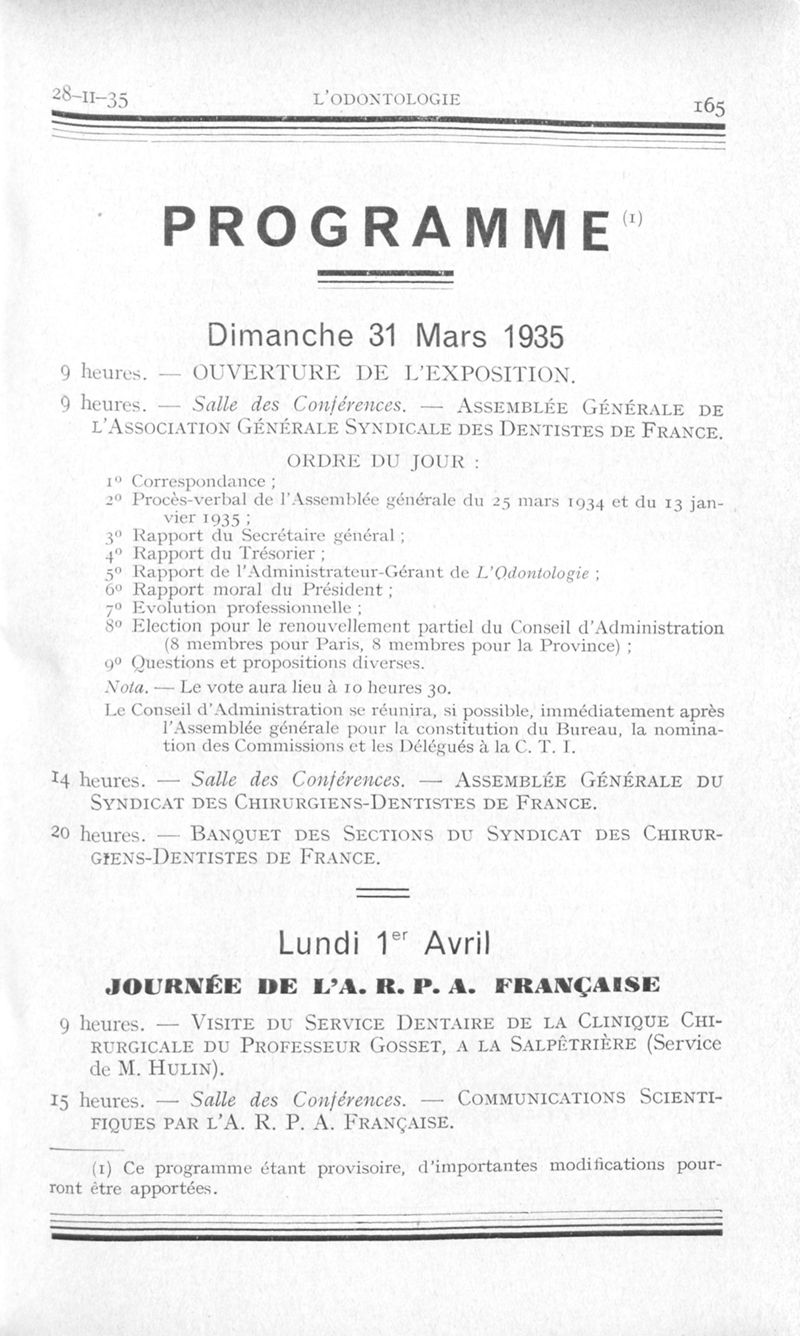 28-II-35 L'ODONTOLOGIE 165
PROGRAMME (1)
Dimanche 31 Mars 1935
9 heures. — OUVERTURE DE L'EXPOSITION.
9 heures. — Salle des Conférences. — ASSEMBLÉE GÉNÉRALE DE
L'ASSOCIATION GÉNÉRALE SYNDICALE DES DENTISTES DE FRANCE.
ORDRE DU JOUR :
1º Correspondance ;
2º Procès-verbal de l'Assemblée générale du 25 mars 1934 et du 13 jan-
vier 1935 ;
3º Rapport du Secrétaire général ;
4º Rapport du Trésorier ;
5º Rapport de l'Administrateur-Gérant de L'Odontologie ;
6º Rapport moral du Président ;
7º Evolution professionnelle ;
8º Election pour le renouvellement partiel du Conseil d'Administration
(8 membres pour Paris, 8 membres pour la Province) ;
9º Questions et propositions diverses.
Nota. — Le vote aura lieu à 10 heures 30.
Le Conseil d'Administration se réunira, si possible, immédiatement après
l'Assemblée générale pour la constitution du Bureau, la nomina-
tion des Commissions et les Délégués à la C. T. I.
14 heures. — Salle des Conférences. — ASSEMBLÉE GÉNÉRALE DU
SYNDICAT DES CHIRURGIENS-DENTISTES DE FRANCE.
20 heures. — BANQUET DES SECTIONS DU SYNDICAT DES CHIRUR-
GIENS-DENTISTES DE FRANCE.
Lundi 1er Avril
JOURNÉE DE L'A. R. P. A. FRANÇAISE
9 heures. — VISITE DU SERVICE DENTAIRE DE LA CLINIQUE CHI-
RURGICALE DU PROFESSEUR GOSSET, A LA SALPÊTRIÈRE (Service
de M. HULIN).
15 heures. — Salle des Conférences. — COMMUNICATIONS SCIENTI-
FIQUES PAR L'A. R. P. A. FRANÇAISE.
(1) Ce programme étant provisoire, d'importantes modifications pour-
ront être apportées.